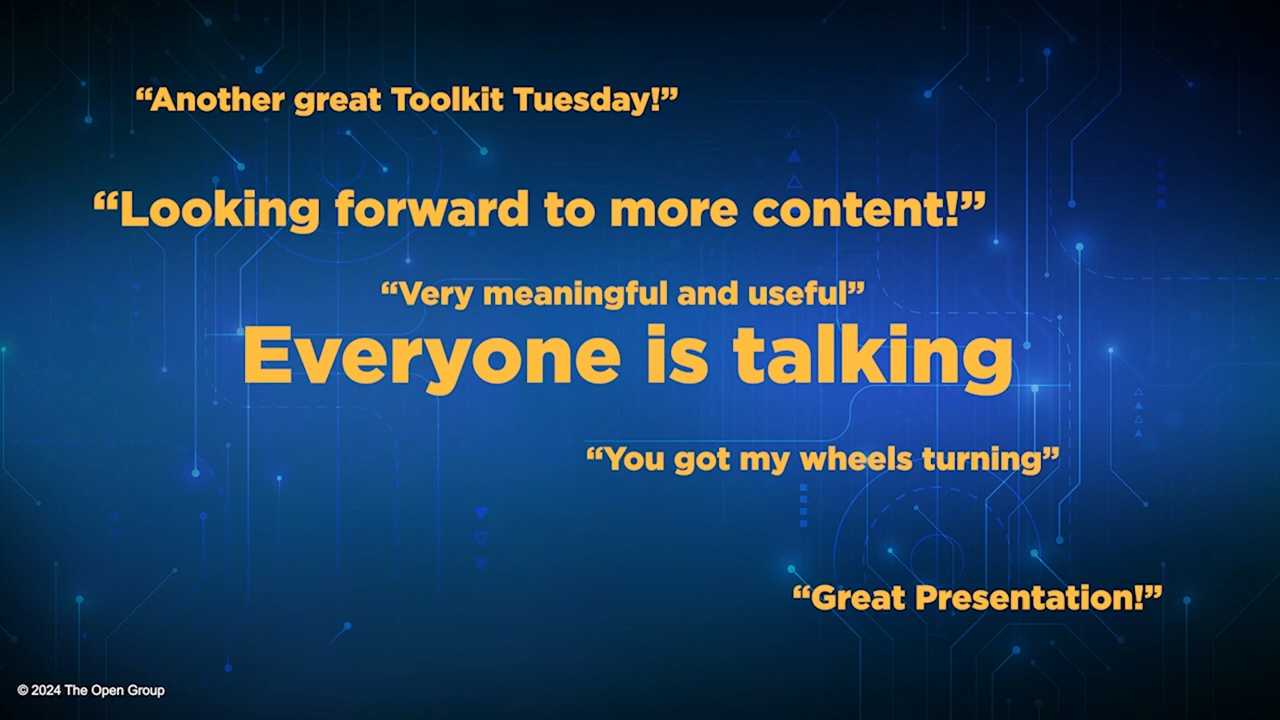 “Another great Toolkit Tuesday!”
“Looking forward to more content!”
“Very meaningful and useful”
Everyone is talking
“You got my wheels turning”
“Great Presentation!”
© 2024 The Open Group